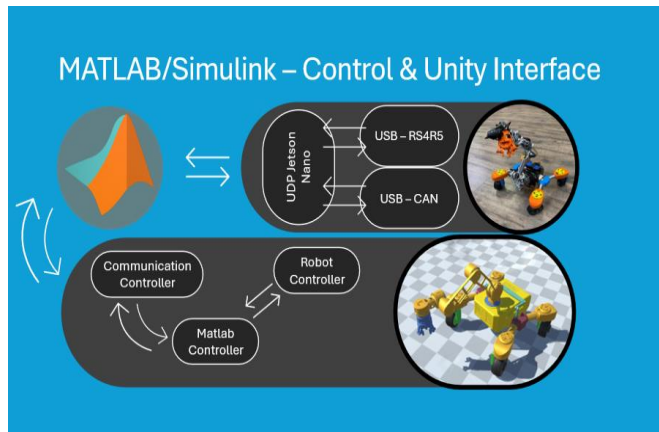 MATLAB/Simulink – Control & Unity Interface
UDP Jetson
Nano
USB – RS4R5
USB – CAN
Communication
Controller
Robot
Controller
Matlab
Controller